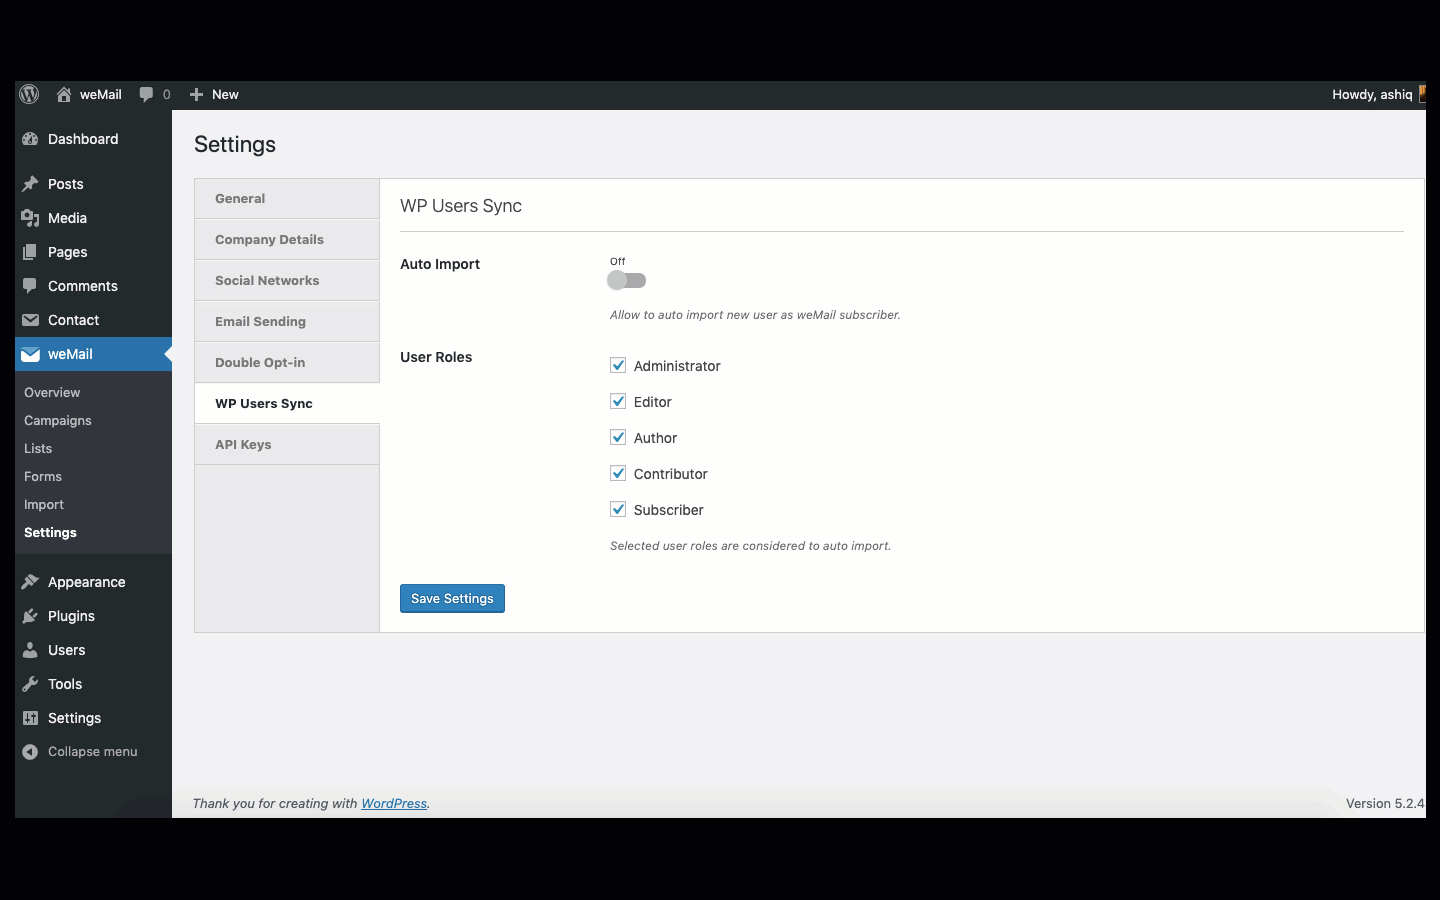 weMail 0 New Howdy, ashiq
Dashboard
Posts
Media
Pages
Comments
Contact
weMail
Overview
Campaigns
Lists
Forms
Import
Settings
Appearance
Plugins
Users
Tools
Settings
Collapse menu
Settings
General
Company Details
Social Networks
Email Sending
Double Opt-in
WP Users Sync
API Keys
WP Users Sync
Auto Import
Off
Allow to auto import new user as weMail subscriber.
User Roles
Administrator
Editor
Author
Contributor
Subscriber
Selected user roles are considered to auto import.
Save Settings
Thank you for creating with WordPress.
Version 5.2.4